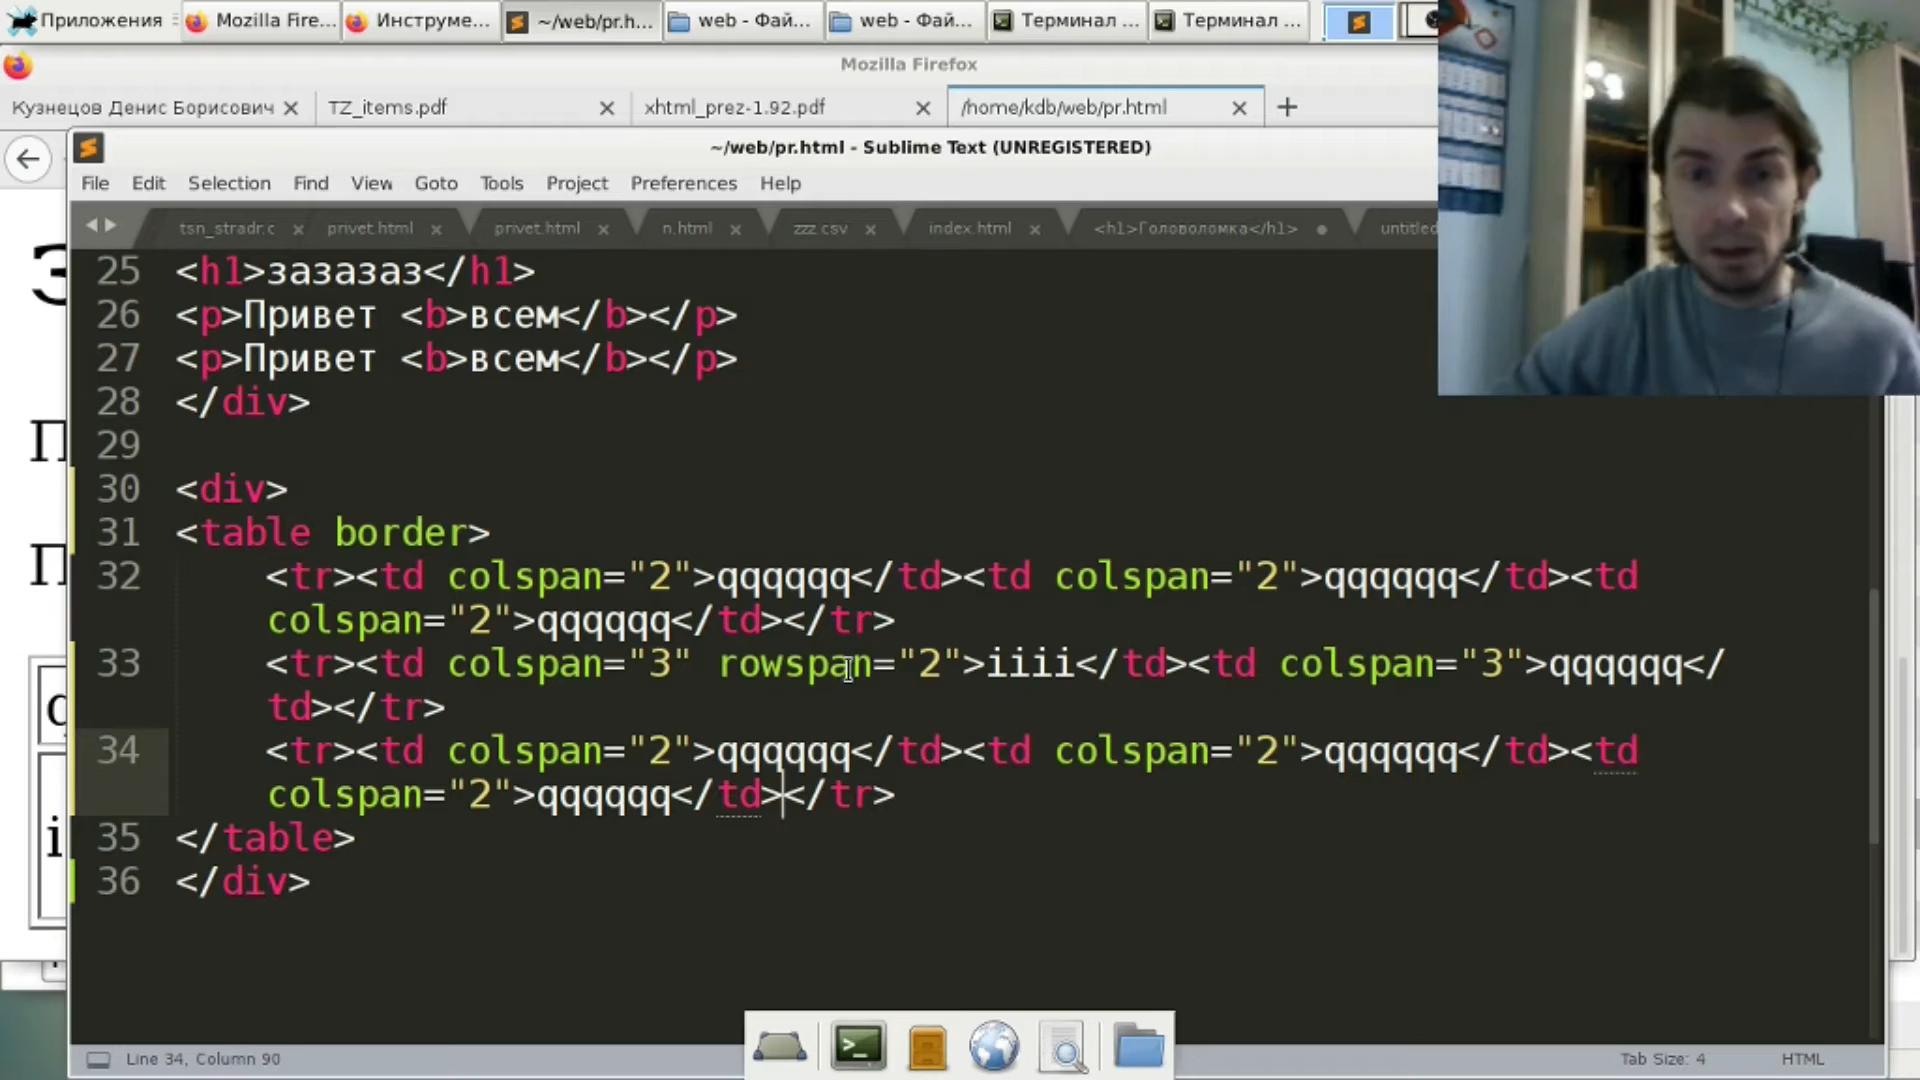 Приложения
Mozilla Fire...
Инструме...
~/web/pr.h...
web - Фай...
web - Фай...
Терминал ...
Терминал ...
Mozilla Firefox
Кузнецов Денис Борисович
TZ_items.pdf
xhtml_prez-1.92.pdf
/home/kdb/web/pr.html
~/web/pr.html - Sublime Text (UNREGISTERED)
File Edit Selection Find View Goto Tools Project Preferences Help
tsn_stradr.c
privet.html
privet.html
n.html
zzz.csv
index.html
<h1>Головоломка</h1>
untitled
25 <h1>зазазаз</h1>
26 <p>Привет <b>всем</b></p>
27 <p>Привет <b>всем</b></p>
28 </div>
29
30 <div>
31 <table border>
32 <tr><td colspan="2">qqqqqq</td><td colspan="2">qqqqqq</td><td
colspan="2">qqqqqq</td></tr>
33 <tr><td colspan="3" rowspan="2">iiii</td><td colspan="3">qqqqqq</
td></tr>
34 <tr><td colspan="2">qqqqqq</td><td colspan="2">qqqqqq</td><td
colspan="2">qqqqqq</td></tr>
35 </table>
36 </div>
Line 34, Column 90
Tab Size: 4
HTML